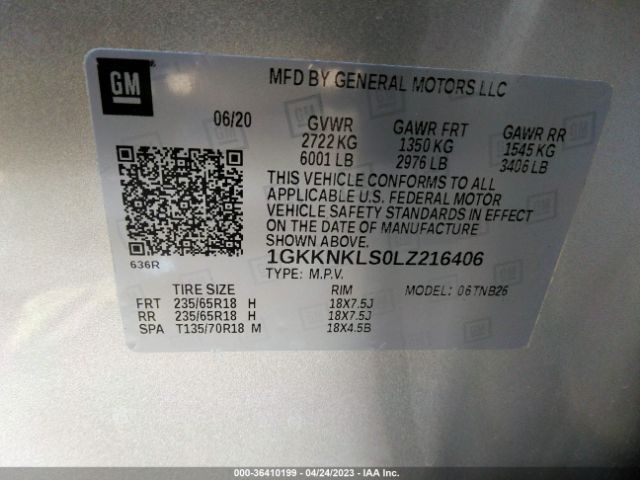 GM
MFD BY GENERAL MOTORS LLC
06/20 GVWR GAWR FRT GAWR RR
2722 KG 1350 KG 1545 KG
6001 LB 2976 LB 3406 LB
THIS VEHICLE CONFORMS TO ALL
APPLICABLE U.S. FEDERAL MOTOR
VEHICLE SAFETY STANDARDS IN EFFECT
ON THE DATE OF MANUFACTURE
SHOWN ABOVE.
636R
1GKKNKLS0LZ216406
TYPE: M.P.V.
TIRE SIZE RIM MODEL: 06TNB26
FRT 235/65R18 H 18X7.5J
RR 235/65R18 H 18X7.5J
SPA T135/70R18 M 18X4.5B
000-36410199 - 04/24/2023 - IAA Inc.